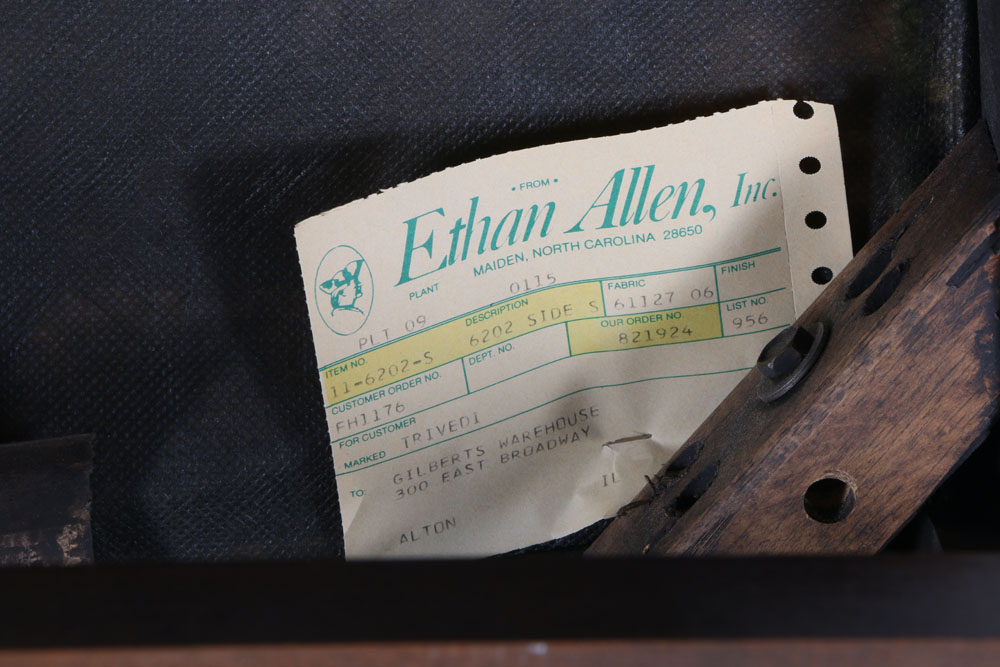 • FROM •
Ethan Allen, Inc.
MAIDEN, NORTH CAROLINA 28650
PLANT 0115
FABRIC FINISH
PLT 09
ITEM NO. DESCRIPTION 61127 06
11-6202-S 6202 SIDE S OUR ORDER NO. LIST NO.
CUSTOMER ORDER NO. DEPT. NO. 821924 956
FH1176
FOR CUSTOMER TRIVEDI
MARKED
TO: GILBERTS WAREHOUSE
300 EAST BROADWAY
ALTON IL